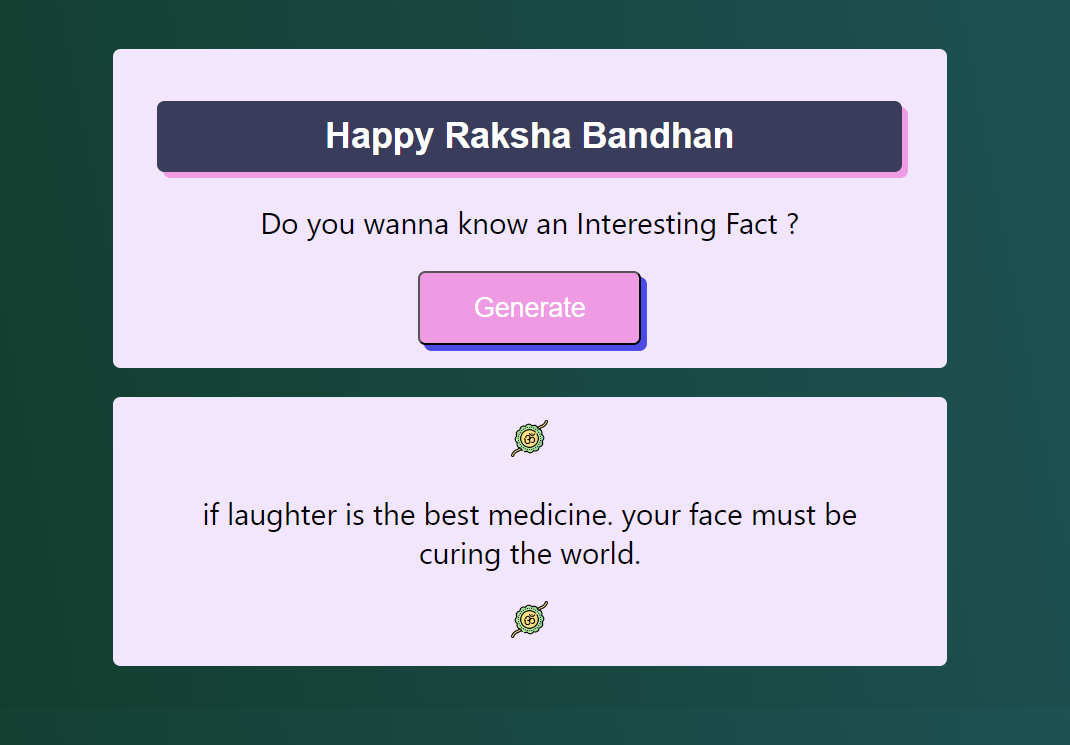 Happy Raksha Bandhan
Do you wanna know an Interesting Fact ?
Generate
ॐ
if laughter is the best medicine. your face must be
curing the world.
ॐ